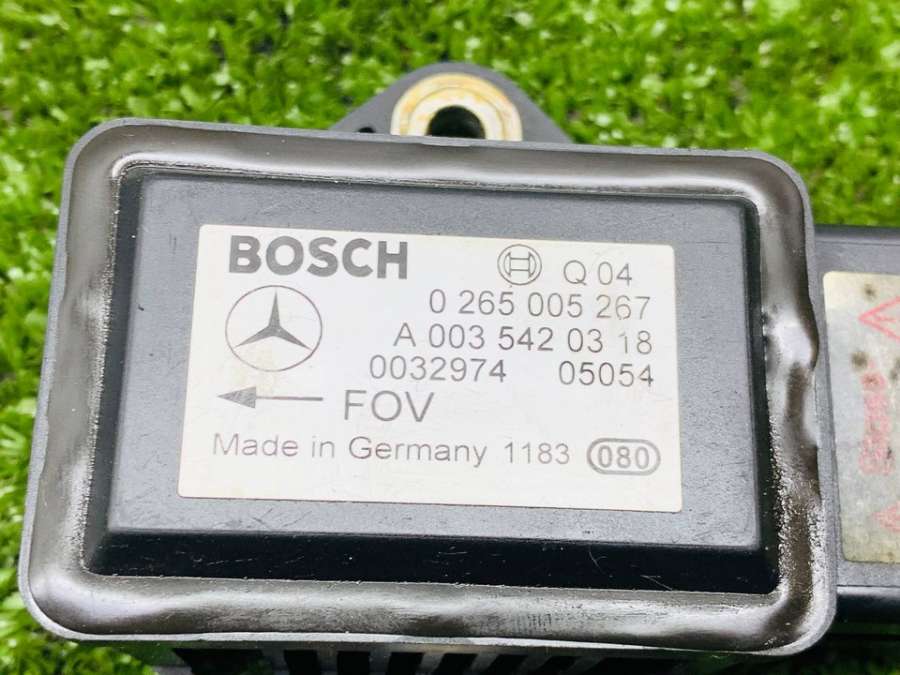 BOSCH Q 04
0 265 005 267
A 003 542 03 18
0032974 05054
FOV
Made in Germany 1183 080